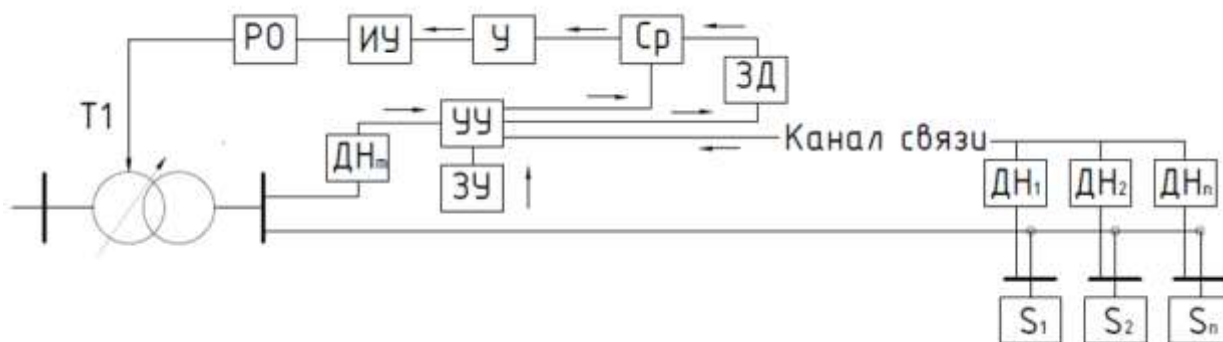 РО ИУ У Ср
ЗД
Т1
УУ
Канал связи
ДНт
ЗУ
ДН1 ДН2 ДНn
S1 S2 Sn